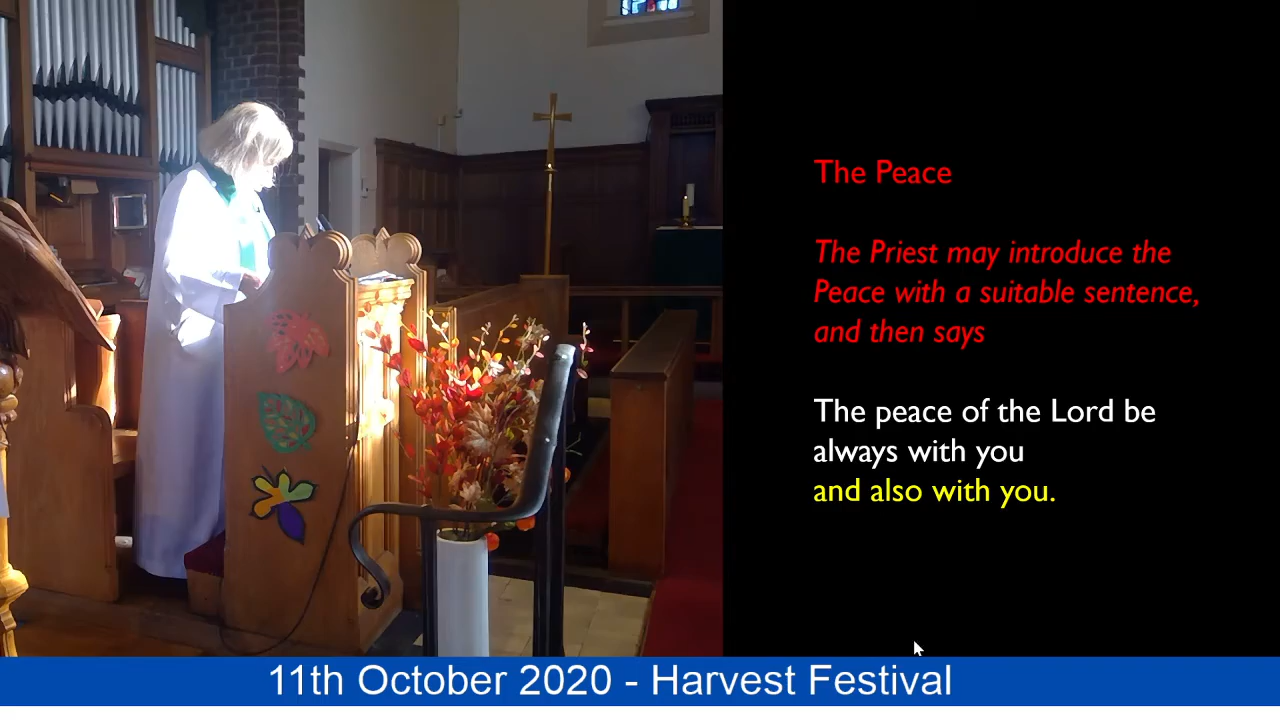 The Peace
The Priest may introduce the
Peace with a suitable sentence,
and then says
The peace of the Lord be
always with you
and also with you.
11th October 2020 - Harvest Festival